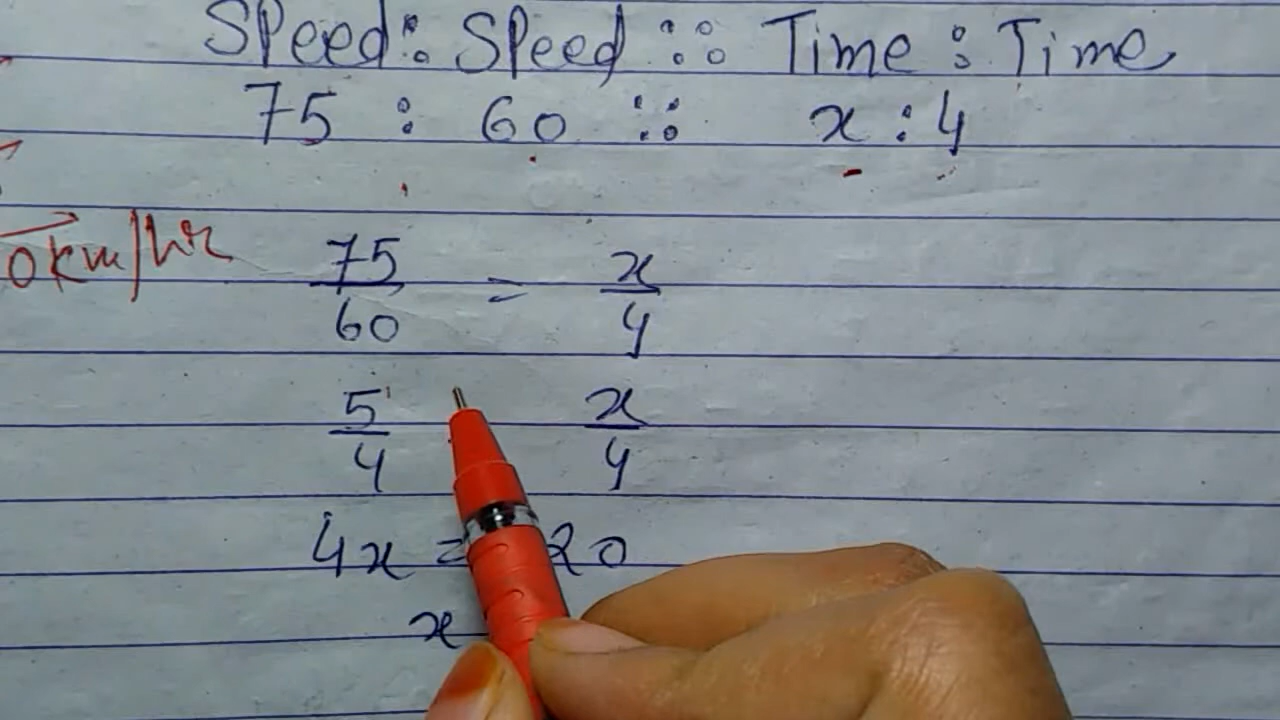 Speed : Speed :: Time : Time
75 : 60 :: x : 4
0km/hr
75/60 = x/4
5/4 x/4
4x = 20
x